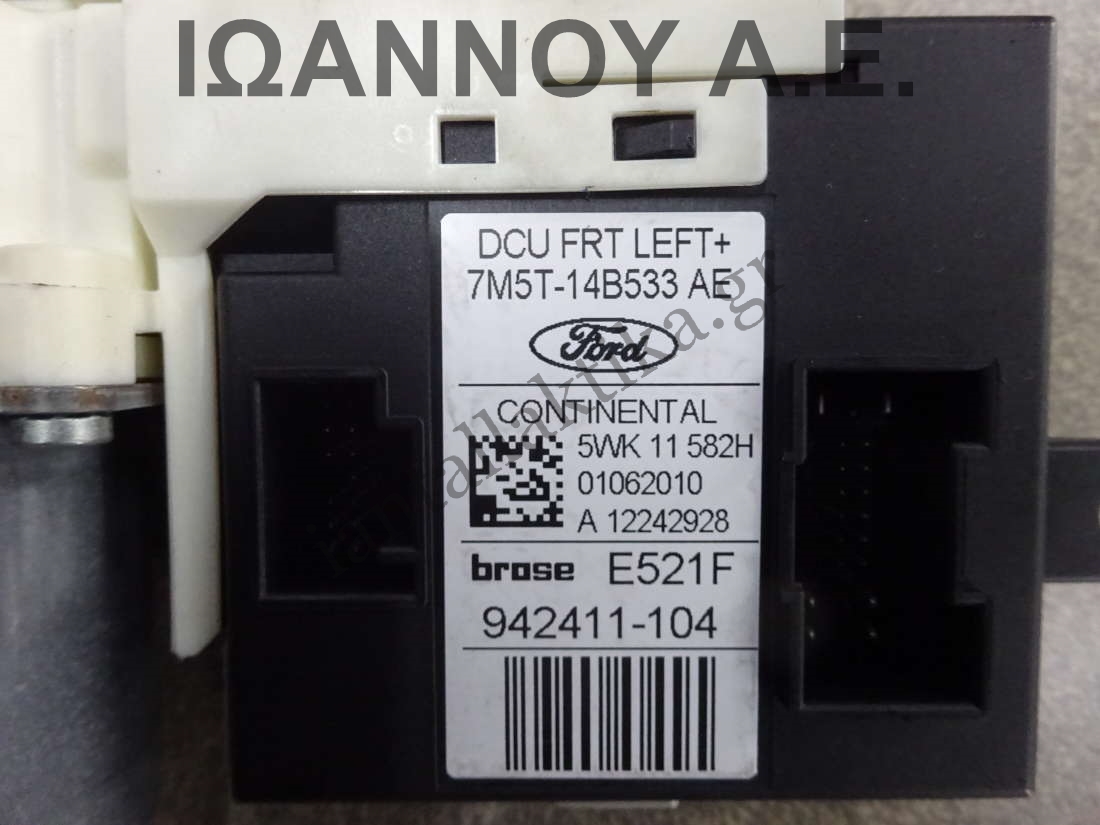 ΙΩΑΝΝΟΥ Α.Ε.
DCU FRT LEFT+
7M5T-14B533 AE
Ford
CONTINENTAL
5WK 11 582H
01062010
A 12242928
brose E521F
942411-104